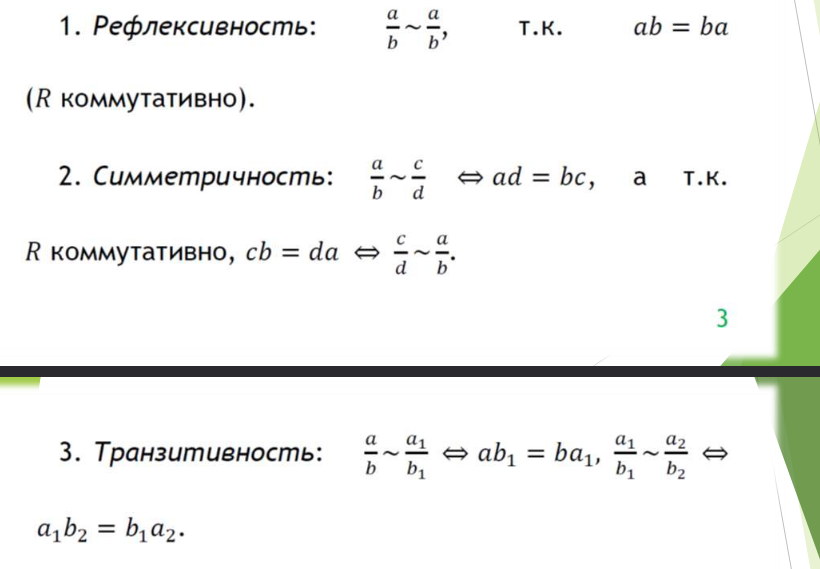 1. Рефлексивность: a/b ~ a/b, т.к. ab = ba
(R коммутативно).
2. Симметричность: a/b ~ c/d ⇔ ad = bc, а т.к.
R коммутативно, cb = da ⇔ c/d ~ a/b.
3
3. Транзитивность: a/b ~ a₁/b₁ ⇔ ab₁ = ba₁, a₁/b₁ ~ a₂/b₂ ⇔
a₁b₂ = b₁a₂.